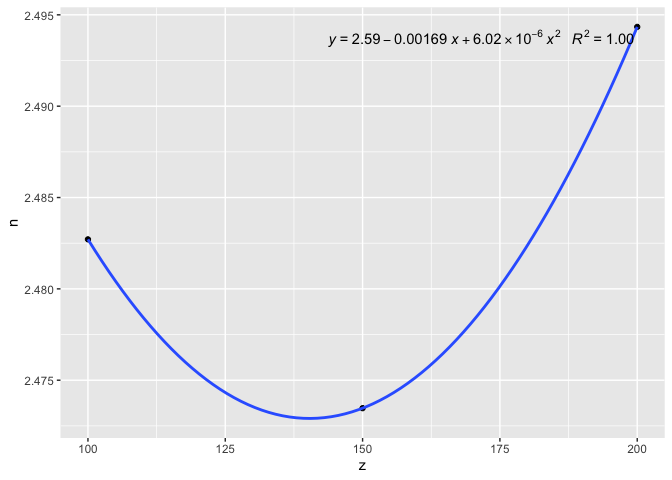 2.495
y = 2.59 – 0.00169 x + 6.02 × 10⁻⁶ x² R² = 1.00
2.490
2.485
n
2.480
2.475
100 125 150 175 200
z